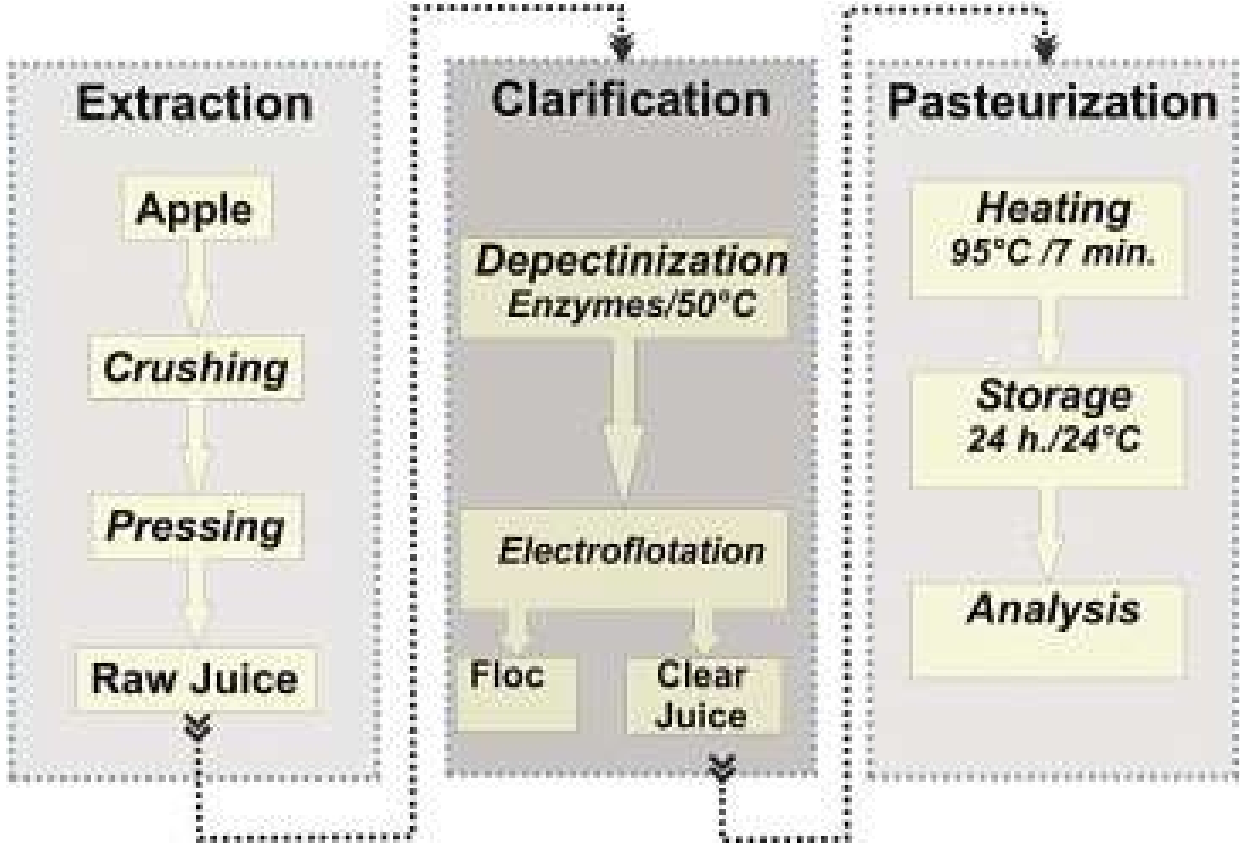 Extraction
Apple
Crushing
Pressing
Raw Juice
Clarification
Depectinization
Enzymes/50°C
Electroflotation
Floc
Clear
Juice
Pasteurization
Heating
95°C /7 min.
Storage
24 h./24°C
Analysis